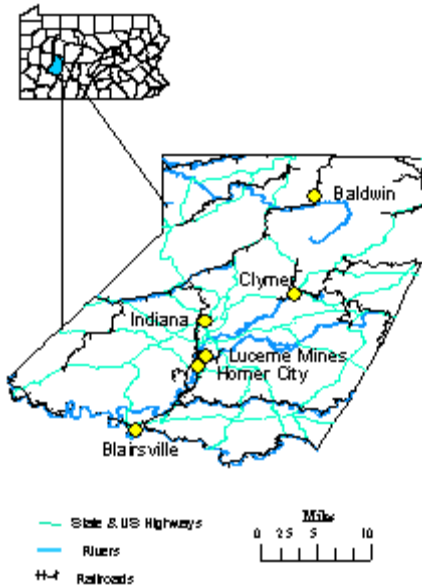 Baldwin
Clymer
Indiana
Lucerne Mines
Homer City
Blairsville
State & US Highways
Rivers
Railroads
Miles
0 2.5 5 10